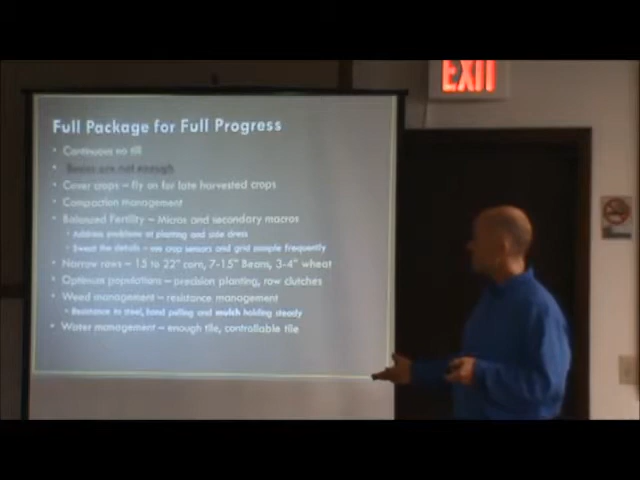 EXIT
Full Package for Full Progress
• Continuous no till
• Basics are not enough
• Cover crops – fly on for late harvested crops
• Compaction management
• Balanced Fertility – Micros and secondary macros
• Address problems at planting and side dress
• Sweat the details – use crop sensors and grid sample frequently
• Narrow rows – 15 to 22" corn, 7-15" Beam, 3-4" wheat
• Optimum populations – precision planting, row clutches
• Weed management – resistance management
• Resistance to steel, hand pulling and mulch holding steady
• Water management – enough tile, controllable tile